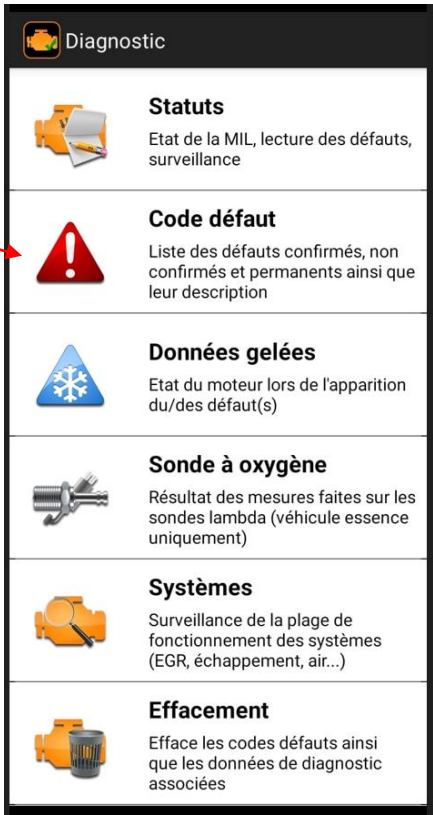 Diagnostic
Statuts
Etat de la MIL, lecture des défauts,
surveillance
Code défaut
Liste des défauts confirmés, non
confirmés et permanents ainsi que
leur description
Données gelées
Etat du moteur lors de l'apparition
du/des défaut(s)
Sonde à oxygène
Résultat des mesures faites sur les
sondes lambda (véhicule essence
uniquement)
Systèmes
Surveillance de la plage de
fonctionnement des systèmes
(EGR, échappement, air...)
Effacement
Efface les codes défauts ainsi
que les données de diagnostic
associées